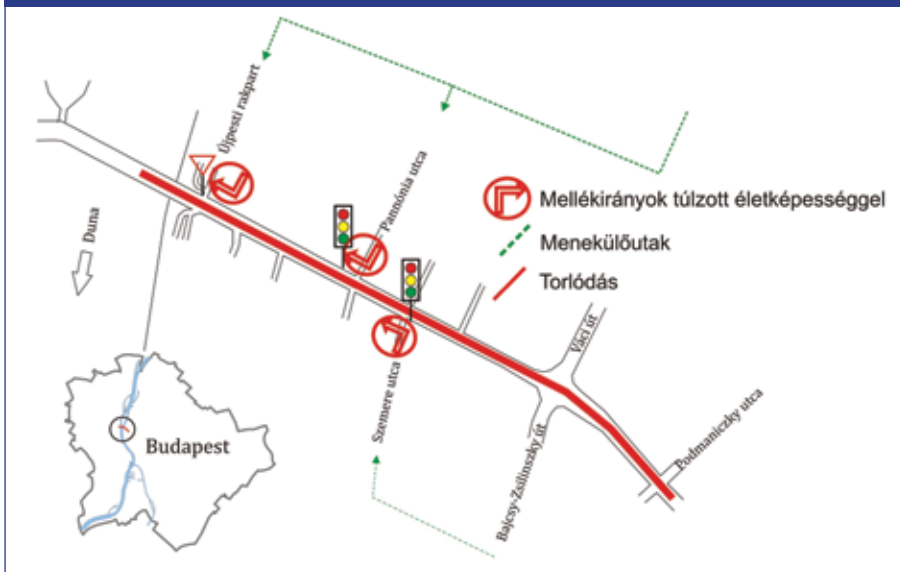 Újpesti rakpart
Pannónia utca
Mellékirányok túlzott életképességgel
Menekülőutak
Torlódás
Duna
Váci út
Szemere utca
Podmaniczky utca
Bajcsy-Zsilinszky út
Budapest